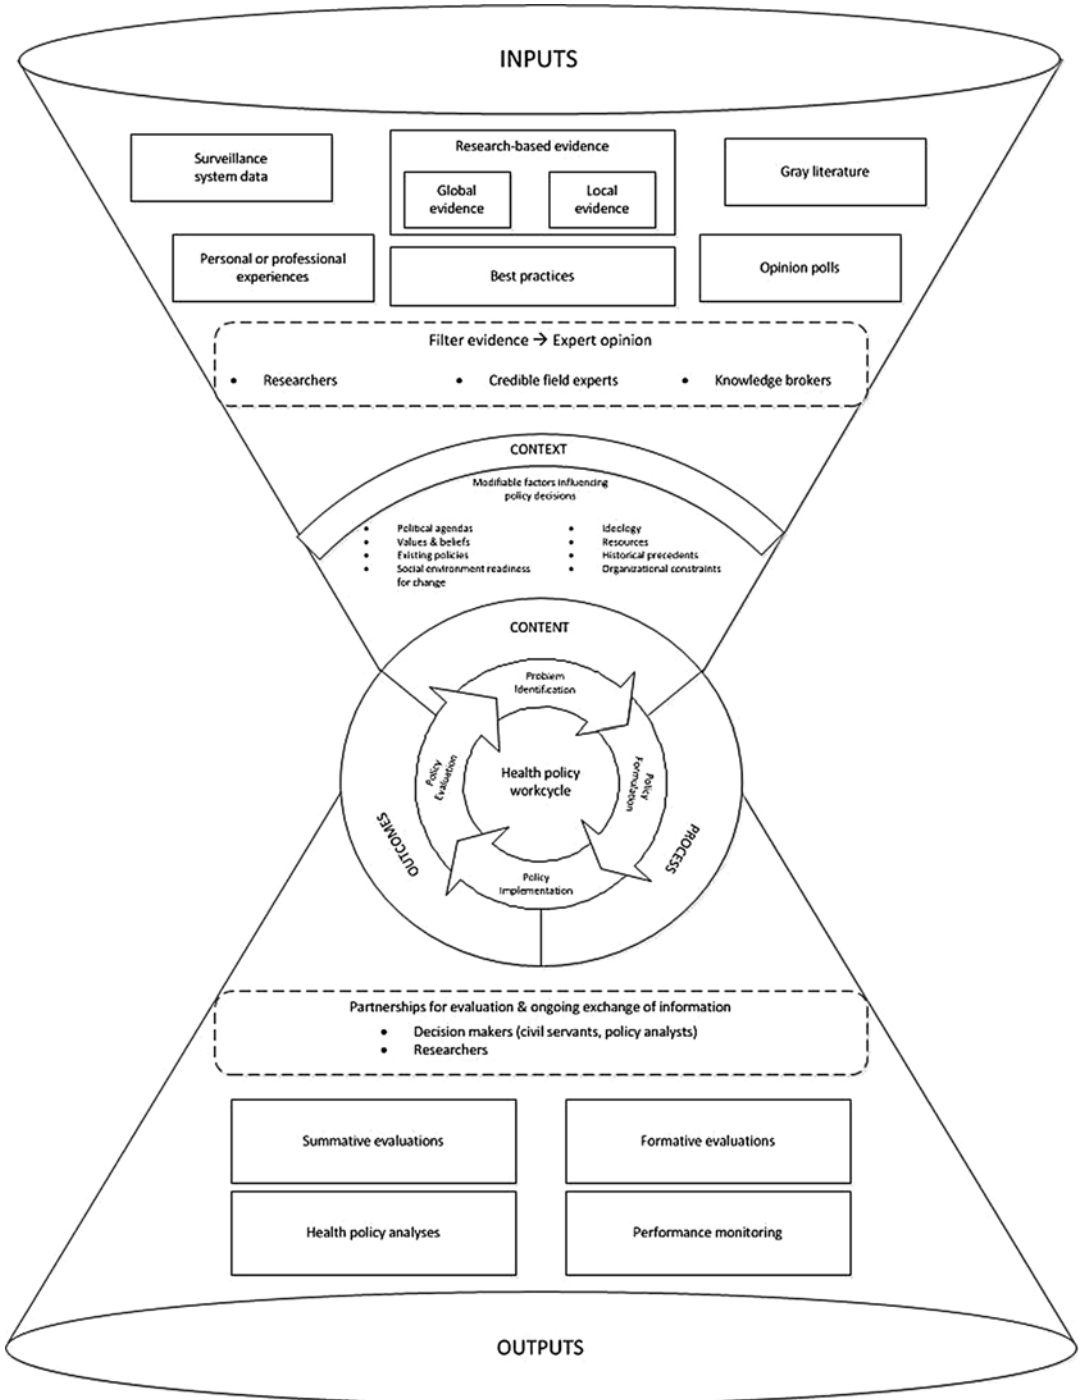 INPUTS
Surveillance
system data
Research-based evidence
Global
evidence
Local
evidence
Gray literature
Personal or professional
experiences
Best practices
Opinion polls
Filter evidence → Expert opinion
• Researchers
• Credible field experts
• Knowledge brokers
CONTEXT
Modifiable factors influencing
policy decisions
• Political agendas
• Values & beliefs
• Existing policies
• Social environment readiness
for change
• Ideology
• Resources
• Historical precedents
• Organizational constraints
CONTENT
Problem
Identification
Policy
Formulation
Policy
Implementation
Policy
Evaluation
Health policy
workcycle
PROCESS
OUTCOMES
Partnerships for evaluation & ongoing exchange of information
• Decision makers (civil servants, policy analysts)
• Researchers
Summative evaluations
Formative evaluations
Health policy analyses
Performance monitoring
OUTPUTS